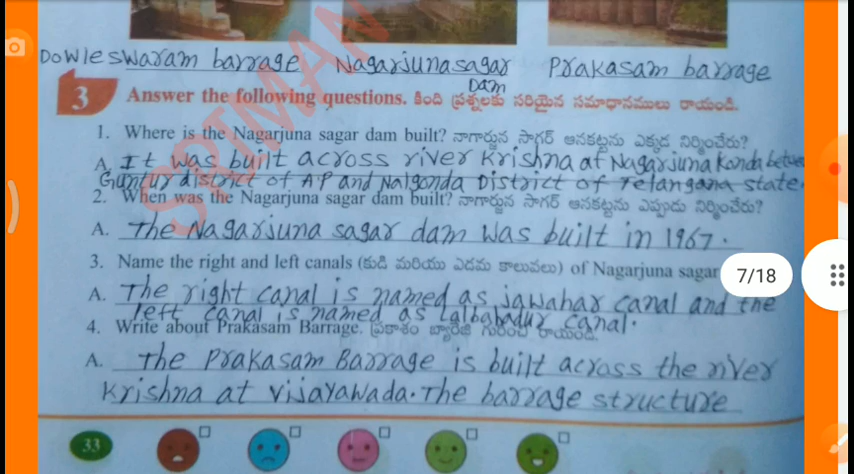 Dowleswaram barrage Nagarjunasagar Dam Prakasam barrage
SRIMAN
3 Answer the following questions. కింది ప్రశ్నలకు సరియైన సమాధానములు రాయండి.
1. Where is the Nagarjuna sagar dam built? నాగార్జున సాగర్ ఆనకట్టను ఎక్కడ నిర్మించేరు?
A. It was built across river Krishna at Nagarjuna Konda betwe
Guntur district of A.P and Nalgonda District of Telangana state.
2. When was the Nagarjuna sagar dam built? నాగార్జున సాగర్ ఆనకట్టను ఎప్పుడు నిర్మించేరు?
A. The Nagarjuna sagar dam was built in 1967.
3. Name the right and left canals (కుడి మరియు ఎడమ కాలువలు) of Nagarjuna sagar
7/18
A. The right canal is named as jawahar canal and the
left canal is named as Lalbahadur canal.
4. Write about Prakasam Barrage. ప్రకాశం బ్యారేజి గురించి రాయండి.
A. The Prakasam Barrage is built across the river
Krishna at vijayawada. The barrage structure
33